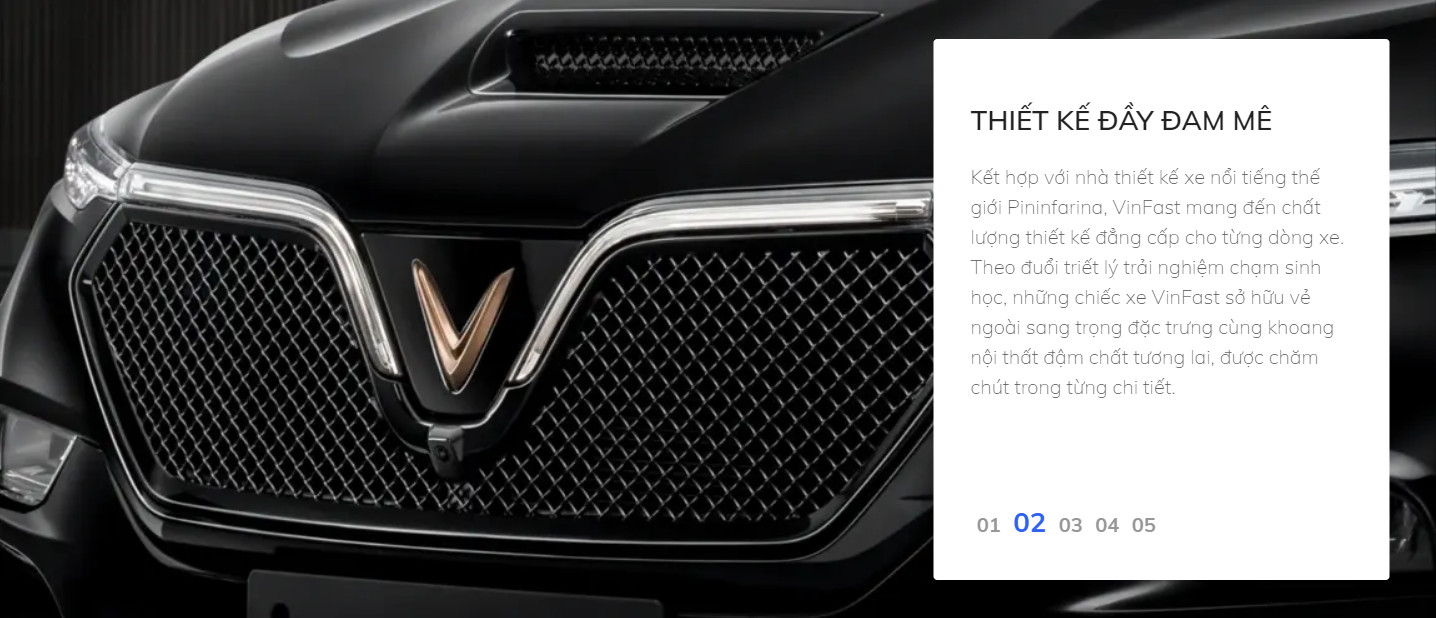 THIẾT KẾ ĐẦY ĐAM MÊ
Kết hợp với nhà thiết kế xe nổi tiếng thế
giới Pininfarina, VinFast mang đến chất
lượng thiết kế đẳng cấp cho từng dòng xe.
Theo đuổi triết lý trải nghiệm chạm sinh
học, những chiếc xe VinFast sở hữu vẻ
ngoài sang trọng đặc trưng cùng khoang
nội thất đậm chất tương lai, được chăm
chút trong từng chi tiết.
01 02 03 04 05